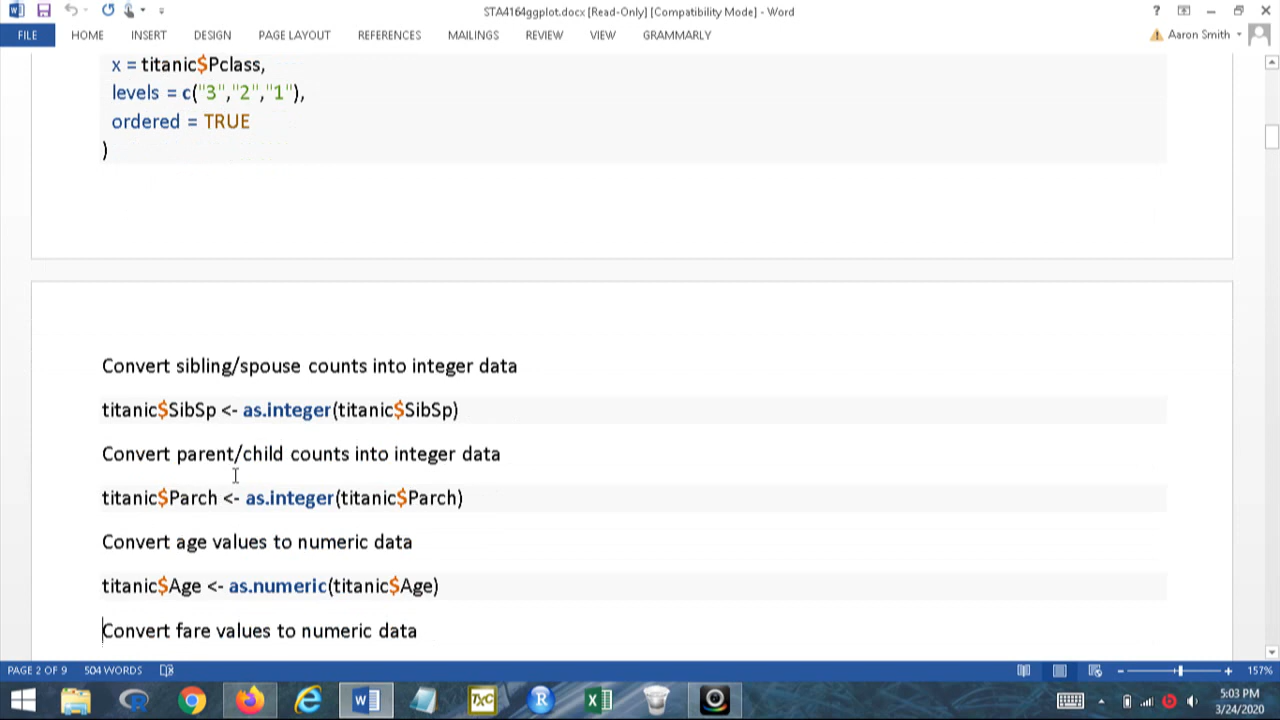 STA4164ggplot.docx [Read-Only] [Compatibility Mode] - Word
FILE HOME INSERT DESIGN PAGE LAYOUT REFERENCES MAILINGS REVIEW VIEW GRAMMARLY Aaron Smith
x = titanic$Pclass,
levels = c("3","2","1"),
ordered = TRUE
)
Convert sibling/spouse counts into integer data
titanic$SibSp <- as.integer(titanic$SibSp)
Convert parent/child counts into integer data
titanic$Parch <- as.integer(titanic$Parch)
Convert age values to numeric data
titanic$Age <- as.numeric(titanic$Age)
Convert fare values to numeric data
PAGE 2 OF 9 504 WORDS 157%
5:03 PM
3/24/2020